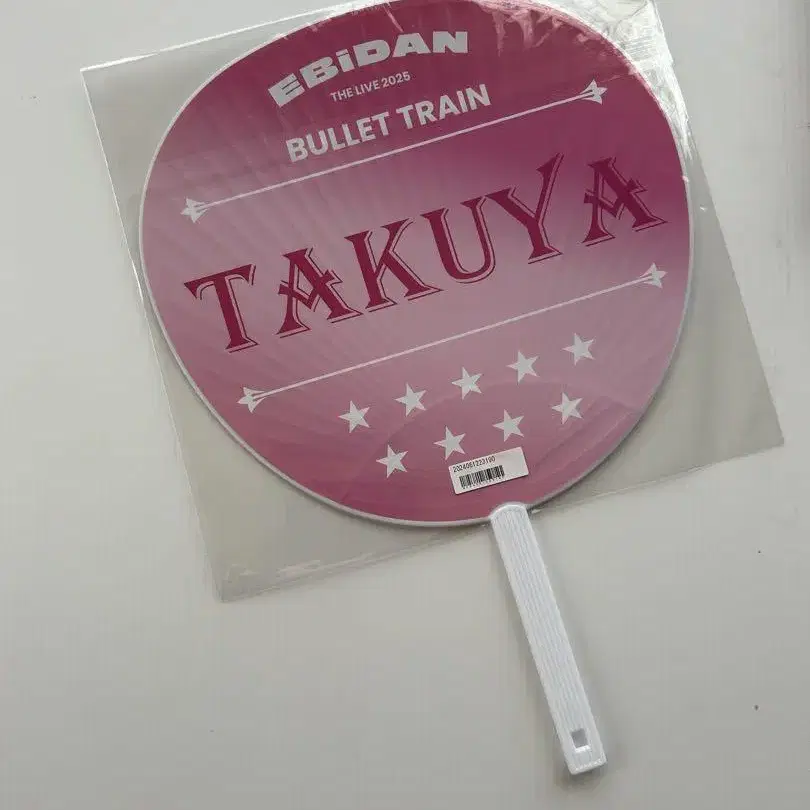 EBiDAN
THE LIVE 2025
BULLET TRAIN
TAKUYA